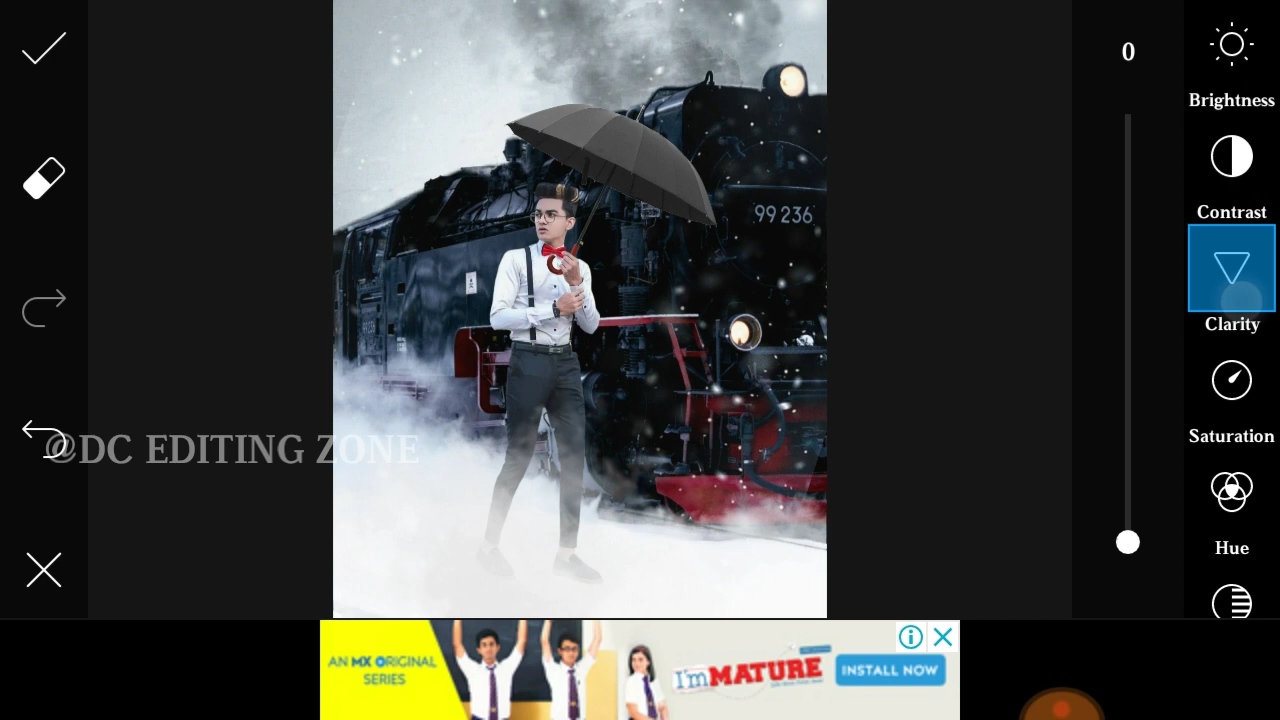 0
Brightness
Contrast
Clarity
Saturation
Hue
99 236
@DC EDITING ZONE
AN MX ORIGINAL
SERIES
I'm MATURE
INSTALL NOW